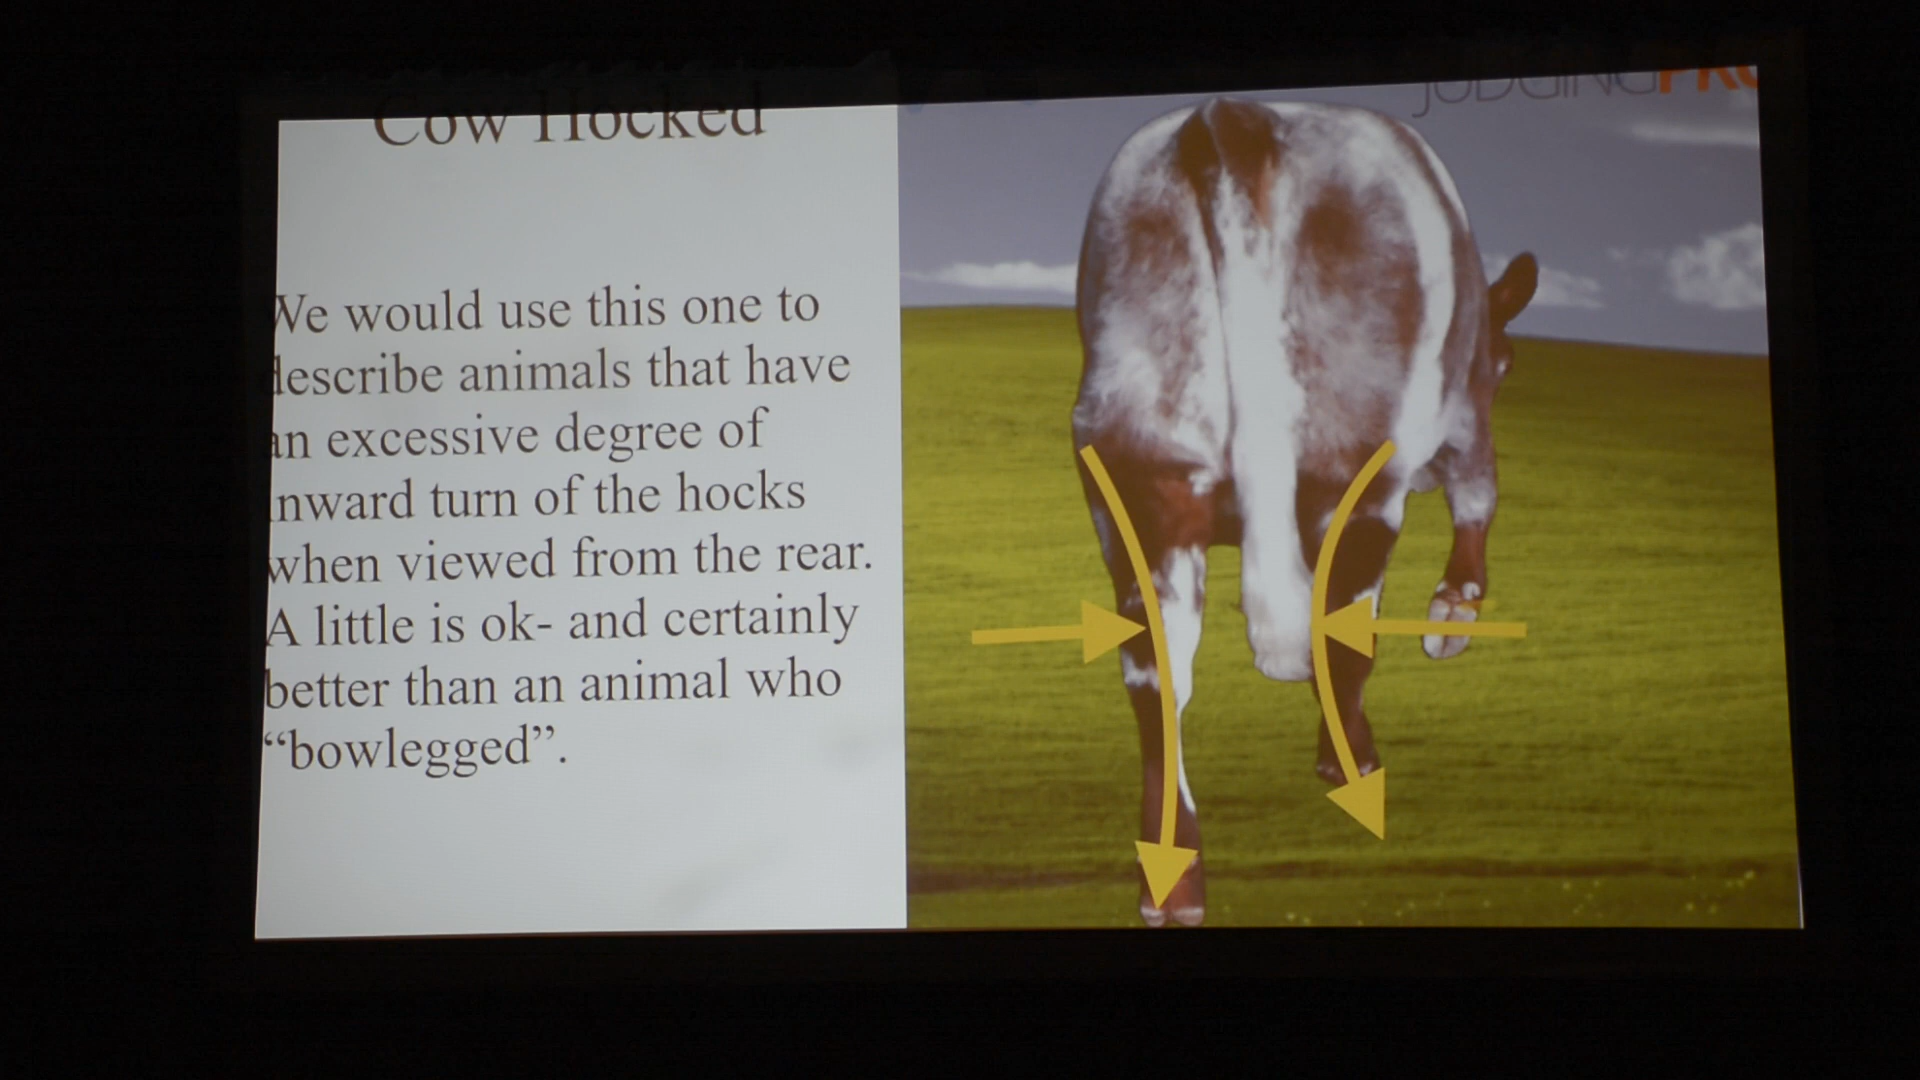 Cow Hocked
JUDGINGPRO
We would use this one to
describe animals that have
an excessive degree of
inward turn of the hocks
when viewed from the rear.
A little is ok- and certainly
better than an animal who
“bowlegged”.